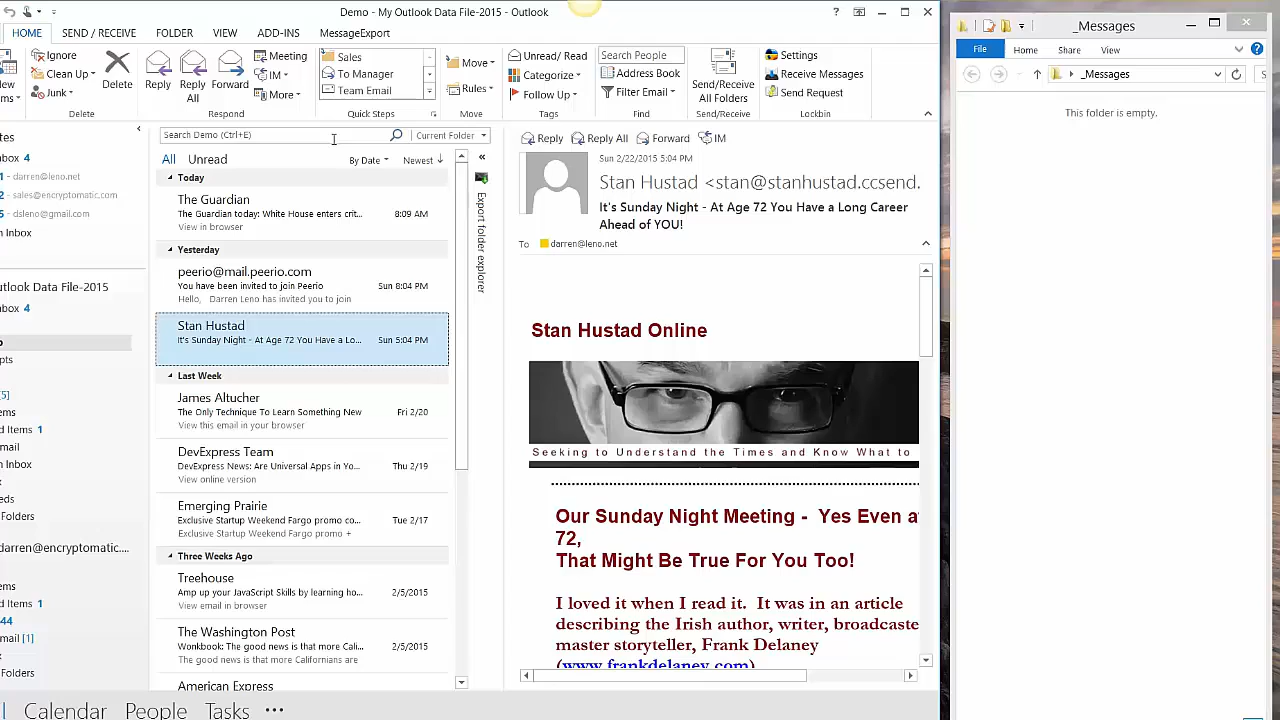 Demo - My Outlook Data File-2015 - Outlook
?
HOME
SEND / RECEIVE
FOLDER
VIEW
MessageExport
Ignore
Clean Up
Junk
Delete
Delete
Reply
Reply All
Forward
IM
More
Respond
Sales
To Manager
Team Email
Quick Steps
Move
Rules
Move
Unread/ Read
Categorize
Follow Up
Tags
Search People
Address Book
Filter Email
Find
Send/Receive All Folders
Send/Receive
Settings
Receive Messages
Send Request
Lockbin
4
darren@leno.net
2 sales@encryptomatic.com
5 dsleno@gmail.com
Outlook Data File-2015
4
[5]
1
darren@encryptomatic....
1
44
[1]
Search Demo (Ctrl+E)
Current Folder
All
Unread
By Date
Newest
Today
The Guardian
The Guardian today: White House enters crit...
8:09 AM
View in browser
Yesterday
peerio@mail.peerio.com
You have been invited to join Peerio
Sun 8:04 PM
Hello, Darren Leno has invited you to join
Stan Hustad
It's Sunday Night - At Age 72 You Have a Lo...
Sun 5:04 PM
Last Week
James Altucher
The Only Technique To Learn Something New
Fri 2/20
View this email in your browser
DevExpress Team
DevExpress News: Are Universal Apps in Yo...
Thu 2/19
View online version
Emerging Prairie
Exclusive Startup Weekend Fargo promo co...
Tue 2/17
Exclusive Startup Weekend Fargo promo +
Three Weeks Ago
Treehouse
Amp up your JavaScript Skills by learning ho...
2/5/2015
View email in browser
The Washington Post
Wonkbook: The good news is that more Cali...
2/5/2015
The good news is that more Californians are
American Express
Export folder explorer
Reply
Reply All
Forward
IM
Sun 2/22/2015 5:04 PM
Stan Hustad <stan@stanhustad.ccsend.
It's Sunday Night - At Age 72 You Have a Long Career
Ahead of YOU!
To
darren@leno.net
Stan Hustad Online
Seeking to Understand the Times and Know What to
Our Sunday Night Meeting - Yes Even a
72,
That Might Be True For You Too!
I loved it when I read it. It was in an article
describing the Irish author, writer, broadcaste
master storyteller, Frank Delaney
(www.frankdelaney.com)
Calendar People Tasks •••
_Messages
File
Home
Share
View
?
_Messages
This folder is empty.